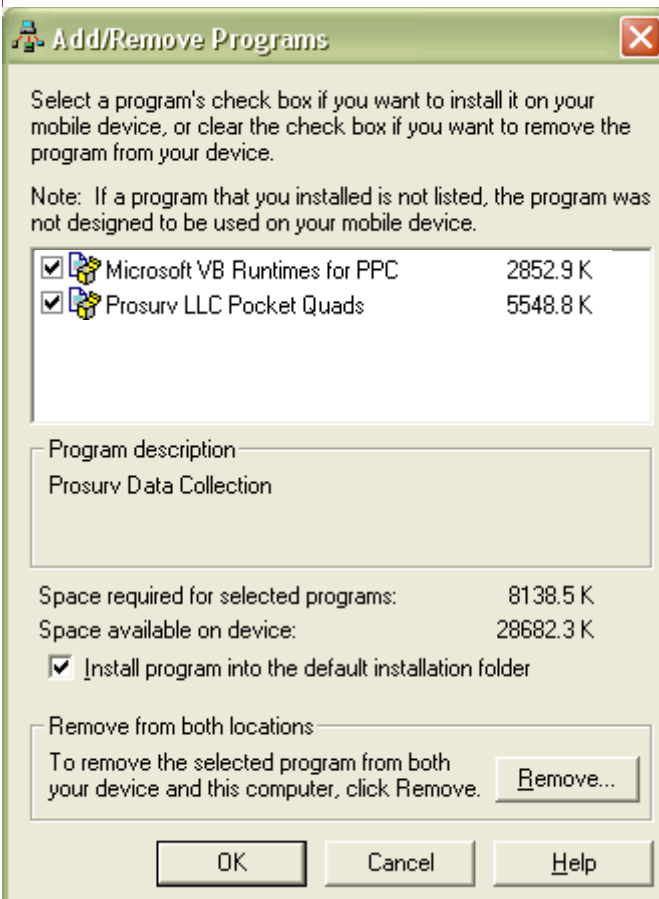 Add/Remove Programs
Select a program's check box if you want to install it on your
mobile device, or clear the check box if you want to remove the
program from your device.
Note: If a program that you installed is not listed, the program was
not designed to be used on your mobile device.
Microsoft VB Runtimes for PPC 2852.9 K
Prosurv LLC Pocket Quads 5548.8 K
Program description
Prosurv Data Collection
Space required for selected programs: 8138.5 K
Space available on device: 28682.3 K
Install program into the default installation folder
Remove from both locations
To remove the selected program from both
your device and this computer, click Remove.
Remove...
OK Cancel Help